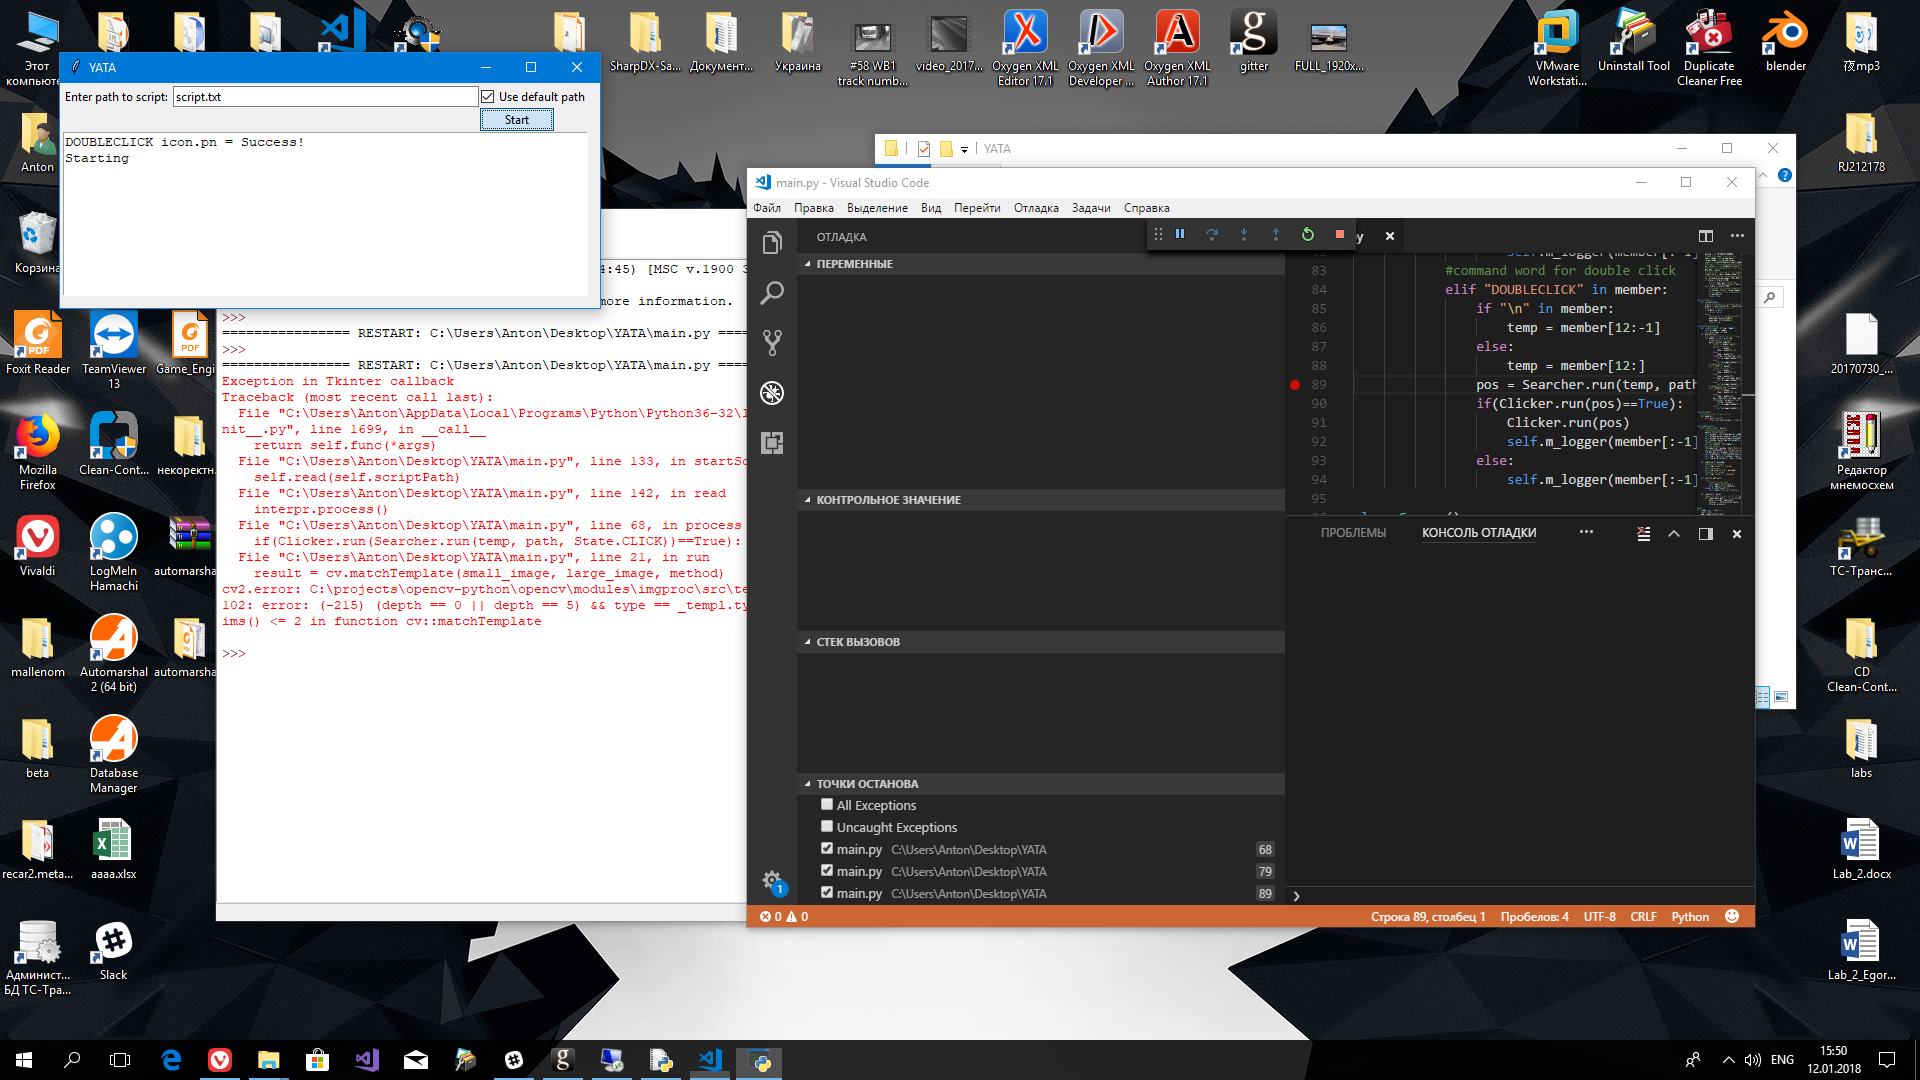 Этот
компьюте
SharpDX-Sa...
Документ...
Украина
#58 WB1
track numb...
video_2017...
Oxygen XML
Editor 17.1
Oxygen XML
Developer ...
Oxygen XML
Author 17.1
gitter
FULL_1920x...
VMware
Workstati...
Uninstall Tool
Duplicate
Cleaner Free
blender
夜mp3
YATA
Enter path to script:
script.txt
Use default path
Start
DOUBLECLICK icon.pn = Success!
Starting
Anton
Корзина
RJ212178
YATA
main.py - Visual Studio Code
Файл Правка Выделение Вид Перейти Отладка Задачи Справка
ОТЛАДКА
ПЕРЕМЕННЫЕ
КОНТРОЛЬНОЕ ЗНАЧЕНИЕ
СТЕК ВЫЗОВОВ
ТОЧКИ ОСТАНОВА
All Exceptions
Uncaught Exceptions
main.py C:\Users\Anton\Desktop\YATA 68
main.py C:\Users\Anton\Desktop\YATA 79
main.py C:\Users\Anton\Desktop\YATA 89
83 #command word for double click
84 elif "DOUBLECLICK" in member:
85 if "\n" in member:
86 temp = member[12:-1]
87 else:
88 temp = member[12:]
89 pos = Searcher.run(temp, path
90 if(Clicker.run(pos)==True):
91 Clicker.run(pos)
92 self.m_logger(member[:-1]
93 else:
94 self.m_logger(member[:-1]
95
ПРОБЛЕМЫ
КОНСОЛЬ ОТЛАДКИ
0 0
Строка 89, столбец 1 Пробелов: 4 UTF-8 CRLF Python
4:45) [MSC v.1900 3
more information.
>>>
================ RESTART: C:\Users\Anton\Desktop\YATA\main.py ====
>>>
================ RESTART: C:\Users\Anton\Desktop\YATA\main.py ====
Exception in Tkinter callback
Traceback (most recent call last):
File "C:\Users\Anton\AppData\Local\Programs\Python\Python36-32\l
nit__.py", line 1699, in __call__
return self.func(*args)
File "C:\Users\Anton\Desktop\YATA\main.py", line 133, in startSc
self.read(self.scriptPath)
File "C:\Users\Anton\Desktop\YATA\main.py", line 142, in read
interpr.process()
File "C:\Users\Anton\Desktop\YATA\main.py", line 68, in process
if(Clicker.run(Searcher.run(temp, path, State.CLICK))==True):
File "C:\Users\Anton\Desktop\YATA\main.py", line 21, in run
result = cv.matchTemplate(small_image, large_image, method)
cv2.error: C:\projects\opencv-python\opencv\modules\imgproc\src\te
102: error: (-215) (depth == 0 || depth == 5) && type == _templ.ty
ims() <= 2 in function cv::matchTemplate
>>>
Foxit Reader
TeamViewer
13
Game_Engi
Mozilla
Firefox
Clean-Cont...
некоректн
Vivaldi
LogMeIn
Hamachi
automarsha
mallenom
Automarshal
2 (64 bit)
automarsha
beta
Database
Manager
recar2.meta...
aaaa.xlsx
Админист...
БД ТС-Тра...
Slack
20170730_...
Редактор
мнемосхем
ТС-Транс...
CD
Clean-Cont...
labs
Lab_2.docx
Lab_2_Egor...
ENG
15:50
12.01.2018